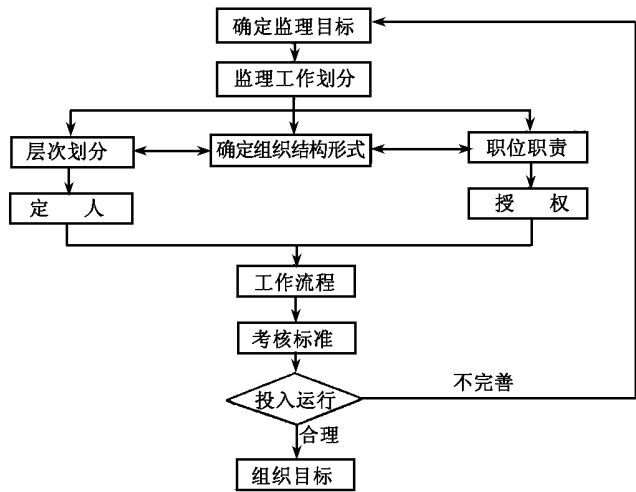 确定监理目标
监理工作划分
层次划分
确定组织结构形式
职位职责
定 人
授 权
工作流程
考核标准
投入运行
不完善
合理
组织目标